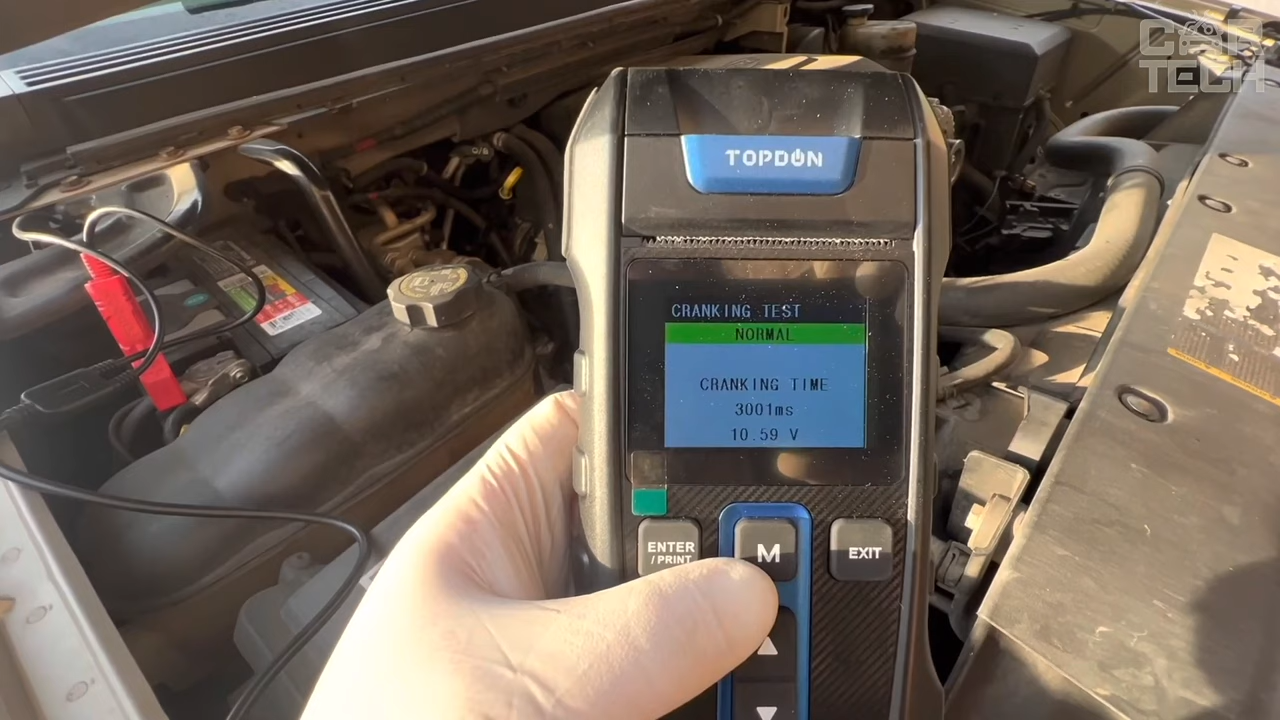 CAR
TECH
TOPDON
CRANKING TEST
NORMAL
CRANKING TIME
3001ms
10.59 V
ENTER
/ PRINT
M
EXIT